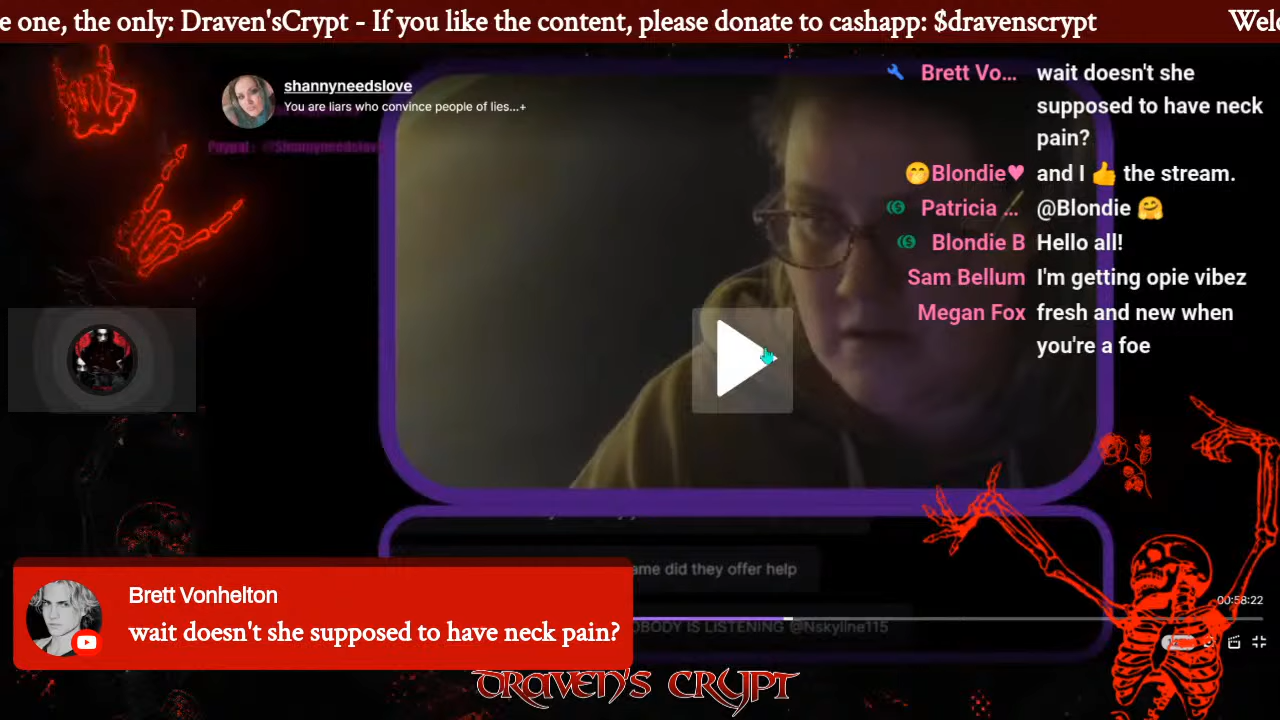 e one, the only: Draven'sCrypt - If you like the content, please donate to cashapp: $dravenscrypt
Welc
shannyneedslove
You are liars who convince people of lies...+
Paypal: @Shannyneedslove
Brett Vo... wait doesn't she
supposed to have neck
pain?
🤭Blondie♥ and I 👍 the stream.
Patricia ... @Blondie 🤗
Blondie B Hello all!
Sam Bellum I'm getting opie vibez
Megan Fox fresh and new when
you're a foe
ame did they offer help
OBODY IS LISTENING @Nskyline115
00:58:22
Brett Vonhelton
wait doesn't she supposed to have neck pain?
DRAVEN'S CRYPT